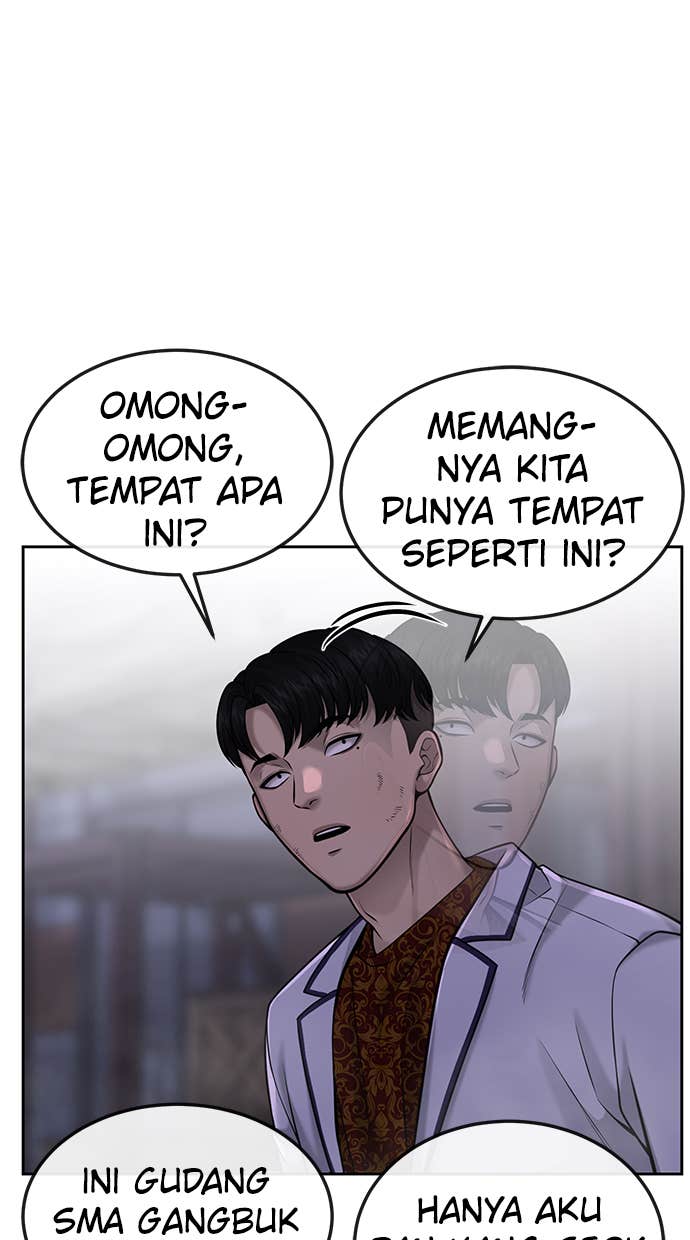 OMONG-
OMONG,
TEMPAT APA
INI?
MEMANG-
NYA KITA
PUNYA TEMPAT
SEPERTI INI?
INI GUDANG
SMA GANGBUK
HANYA AKU